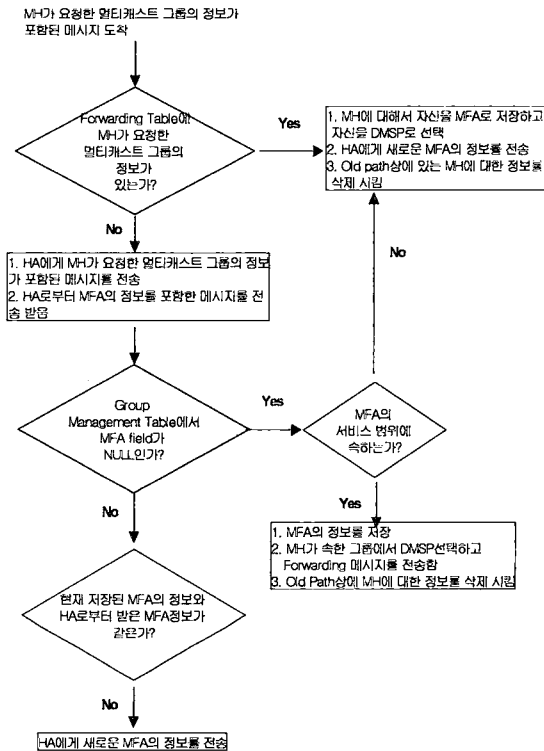 MH가 요청한 멀티캐스트 그룹의 정보가
포함된 메시지 도착
Forwarding Table에
MH가 요청한
멀티캐스트 그룹의
정보가
있는가?
Yes
1. MH에 대해서 자신을 MFA로 저장하고
자신을 DMSP로 선택
2. HA에게 새로운 MFA의 정보를 전송
3. Old path상에 있는 MH에 대한 정보를
삭제 시킴
No
No
1. HA에게 MH가 요청한 멀티캐스트 그룹의 정보
가 포함된 메시지를 전송
2. HA로부터 MFA의 정보를 포함한 메시지를 전
송 받음
Group
Management Table에서
MFA field가
NULL인가?
Yes
MFA의
서비스 범위에
속하는가?
No
Yes
1. MFA의 정보를 저장
2. MH가 속한 그룹에서 DMSP선택하고
Forwarding 메시지를 전송함
3. Old Path상에 MH에 대한 정보를 삭제 시킴
현재 저장된 MFA의 정보와
HA로부터 받은 MFA정보가
같은가?
No
HA에게 새로운 MFA의 정보를 전송